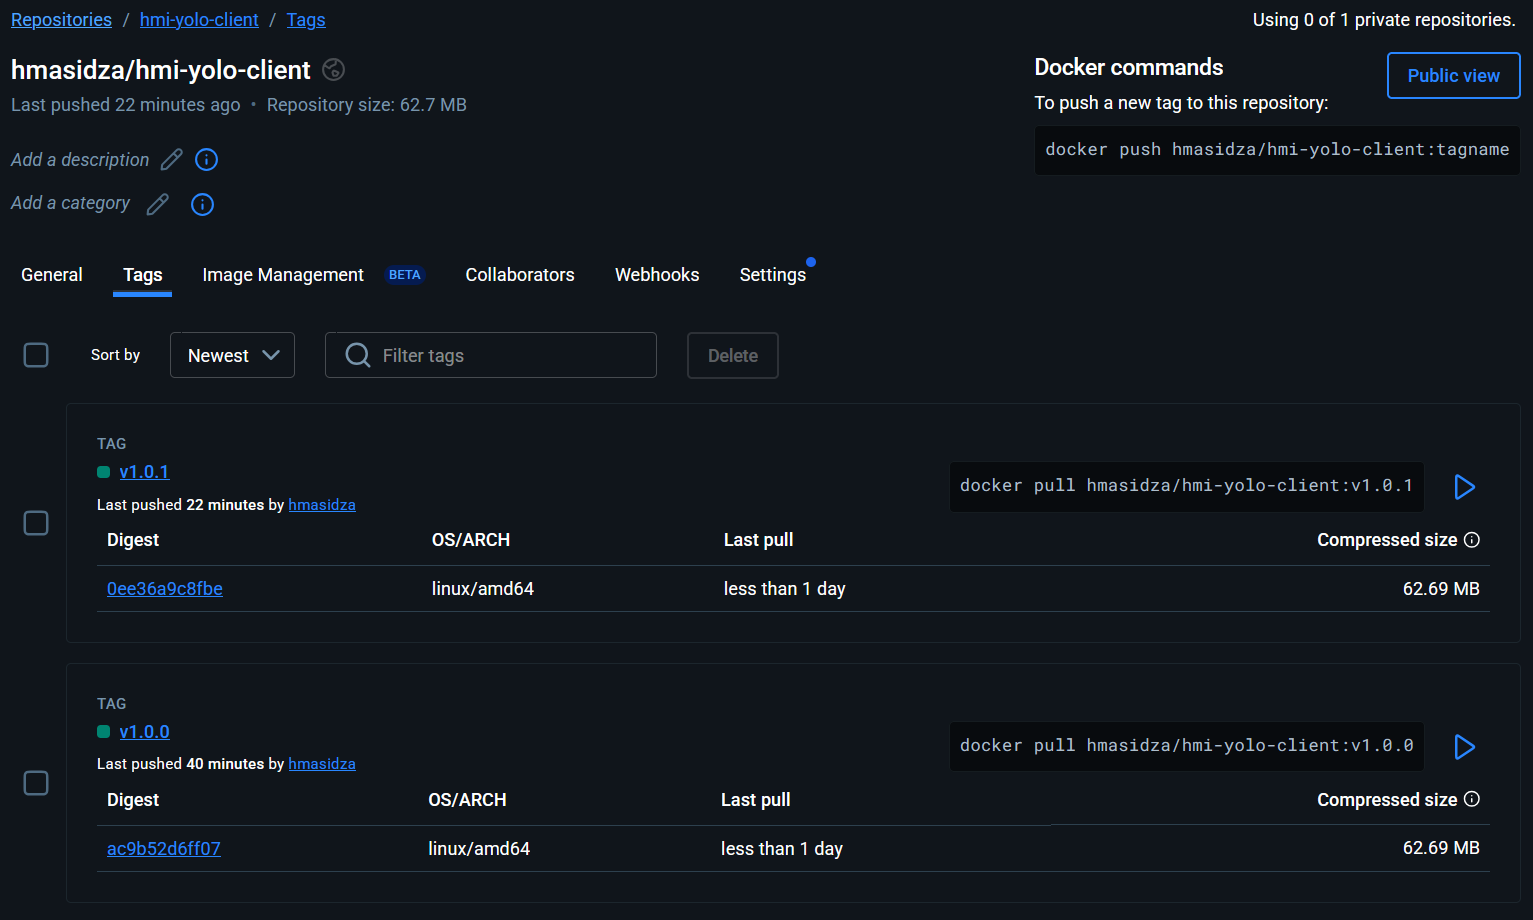 Repositories / hmi-yolo-client / Tags
Using 0 of 1 private repositories.
hmasidza/hmi-yolo-client
Last pushed 22 minutes ago • Repository size: 62.7 MB
Add a description
Add a category
Docker commands
Public view
To push a new tag to this repository:
docker push hmasidza/hmi-yolo-client:tagname
General Tags Image Management BETA Collaborators Webhooks Settings
Sort by Newest Filter tags Delete
TAG
v1.0.1
docker pull hmasidza/hmi-yolo-client:v1.0.1
Last pushed 22 minutes by hmasidza
Digest OS/ARCH Last pull Compressed size
0ee36a9c8fbe linux/amd64 less than 1 day 62.69 MB
TAG
v1.0.0
docker pull hmasidza/hmi-yolo-client:v1.0.0
Last pushed 40 minutes by hmasidza
Digest OS/ARCH Last pull Compressed size
ac9b52d6ff07 linux/amd64 less than 1 day 62.69 MB